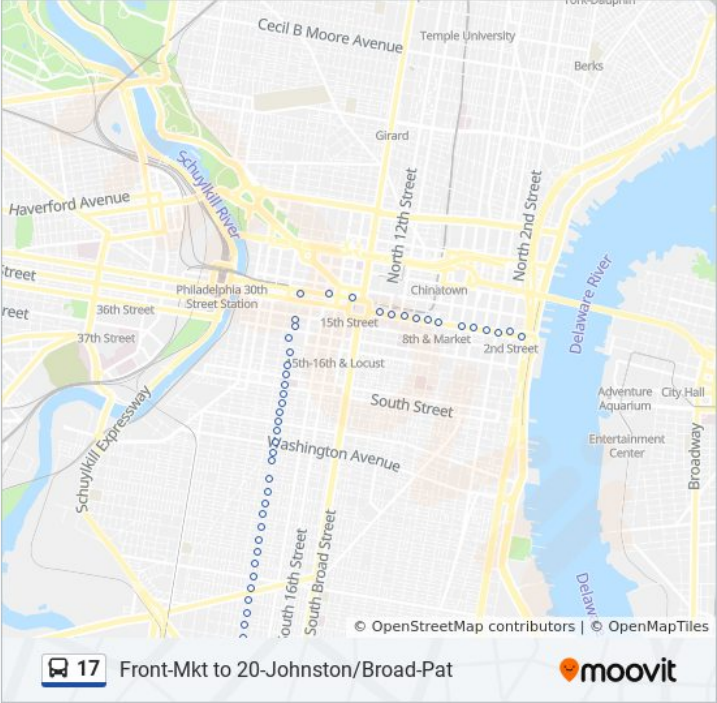 York-Dauphin
Cecil B Moore Avenue
Temple University
Berks
Girard
Schuylkill River
North 12th Street
North 2nd Street
Haverford Avenue
Delaware River
Street
Philadelphia 30th
Street Station
Chinatown
36th Street
reet
15th Street
37th Street
8th & Market
2nd Street
15th-16th & Locust
Adventure
Aquarium
City Hall
South Street
Schuylkill Expressway
Washington Avenue
Entertainment
Center
Broadway
South 16th Street
South Broad Street
Delaw
© OpenStreetMap contributors | © OpenMapTiles
17 Front-Mkt to 20-Johnston/Broad-Pat
moovit